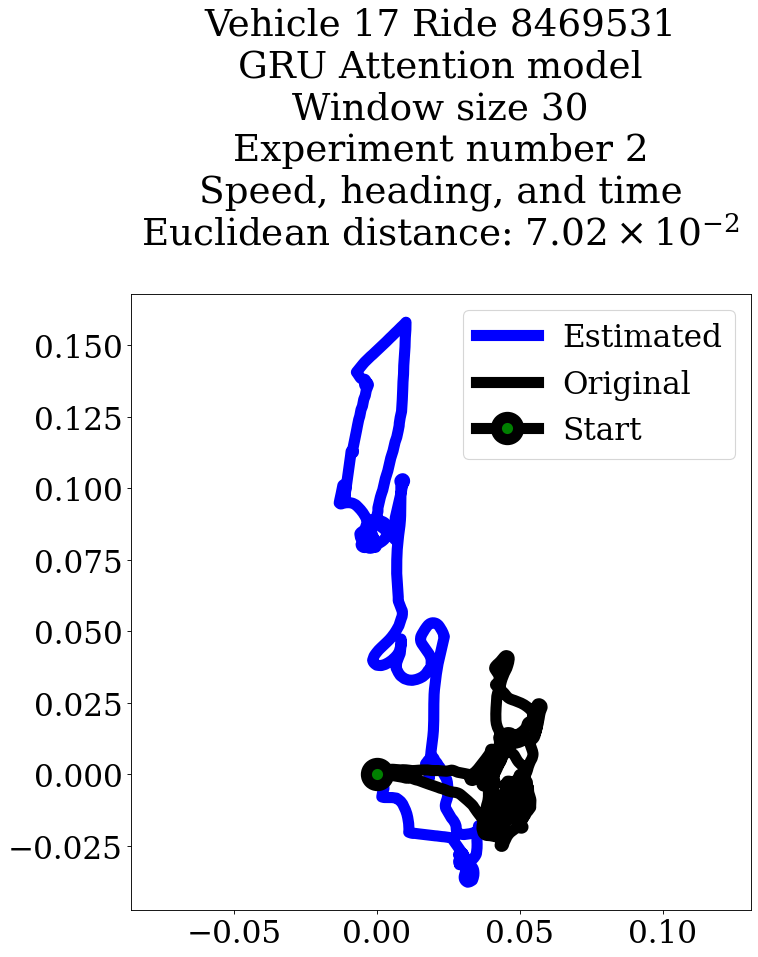 Vehicle 17 Ride 8469531
GRU Attention model
Window size 30
Experiment number 2
Speed, heading, and time
Euclidean distance: 7.02 × 10⁻²
Estimated
Original
Start
0.150
0.125
0.100
0.075
0.050
0.025
0.000
−0.025
−0.05 0.00 0.05 0.10